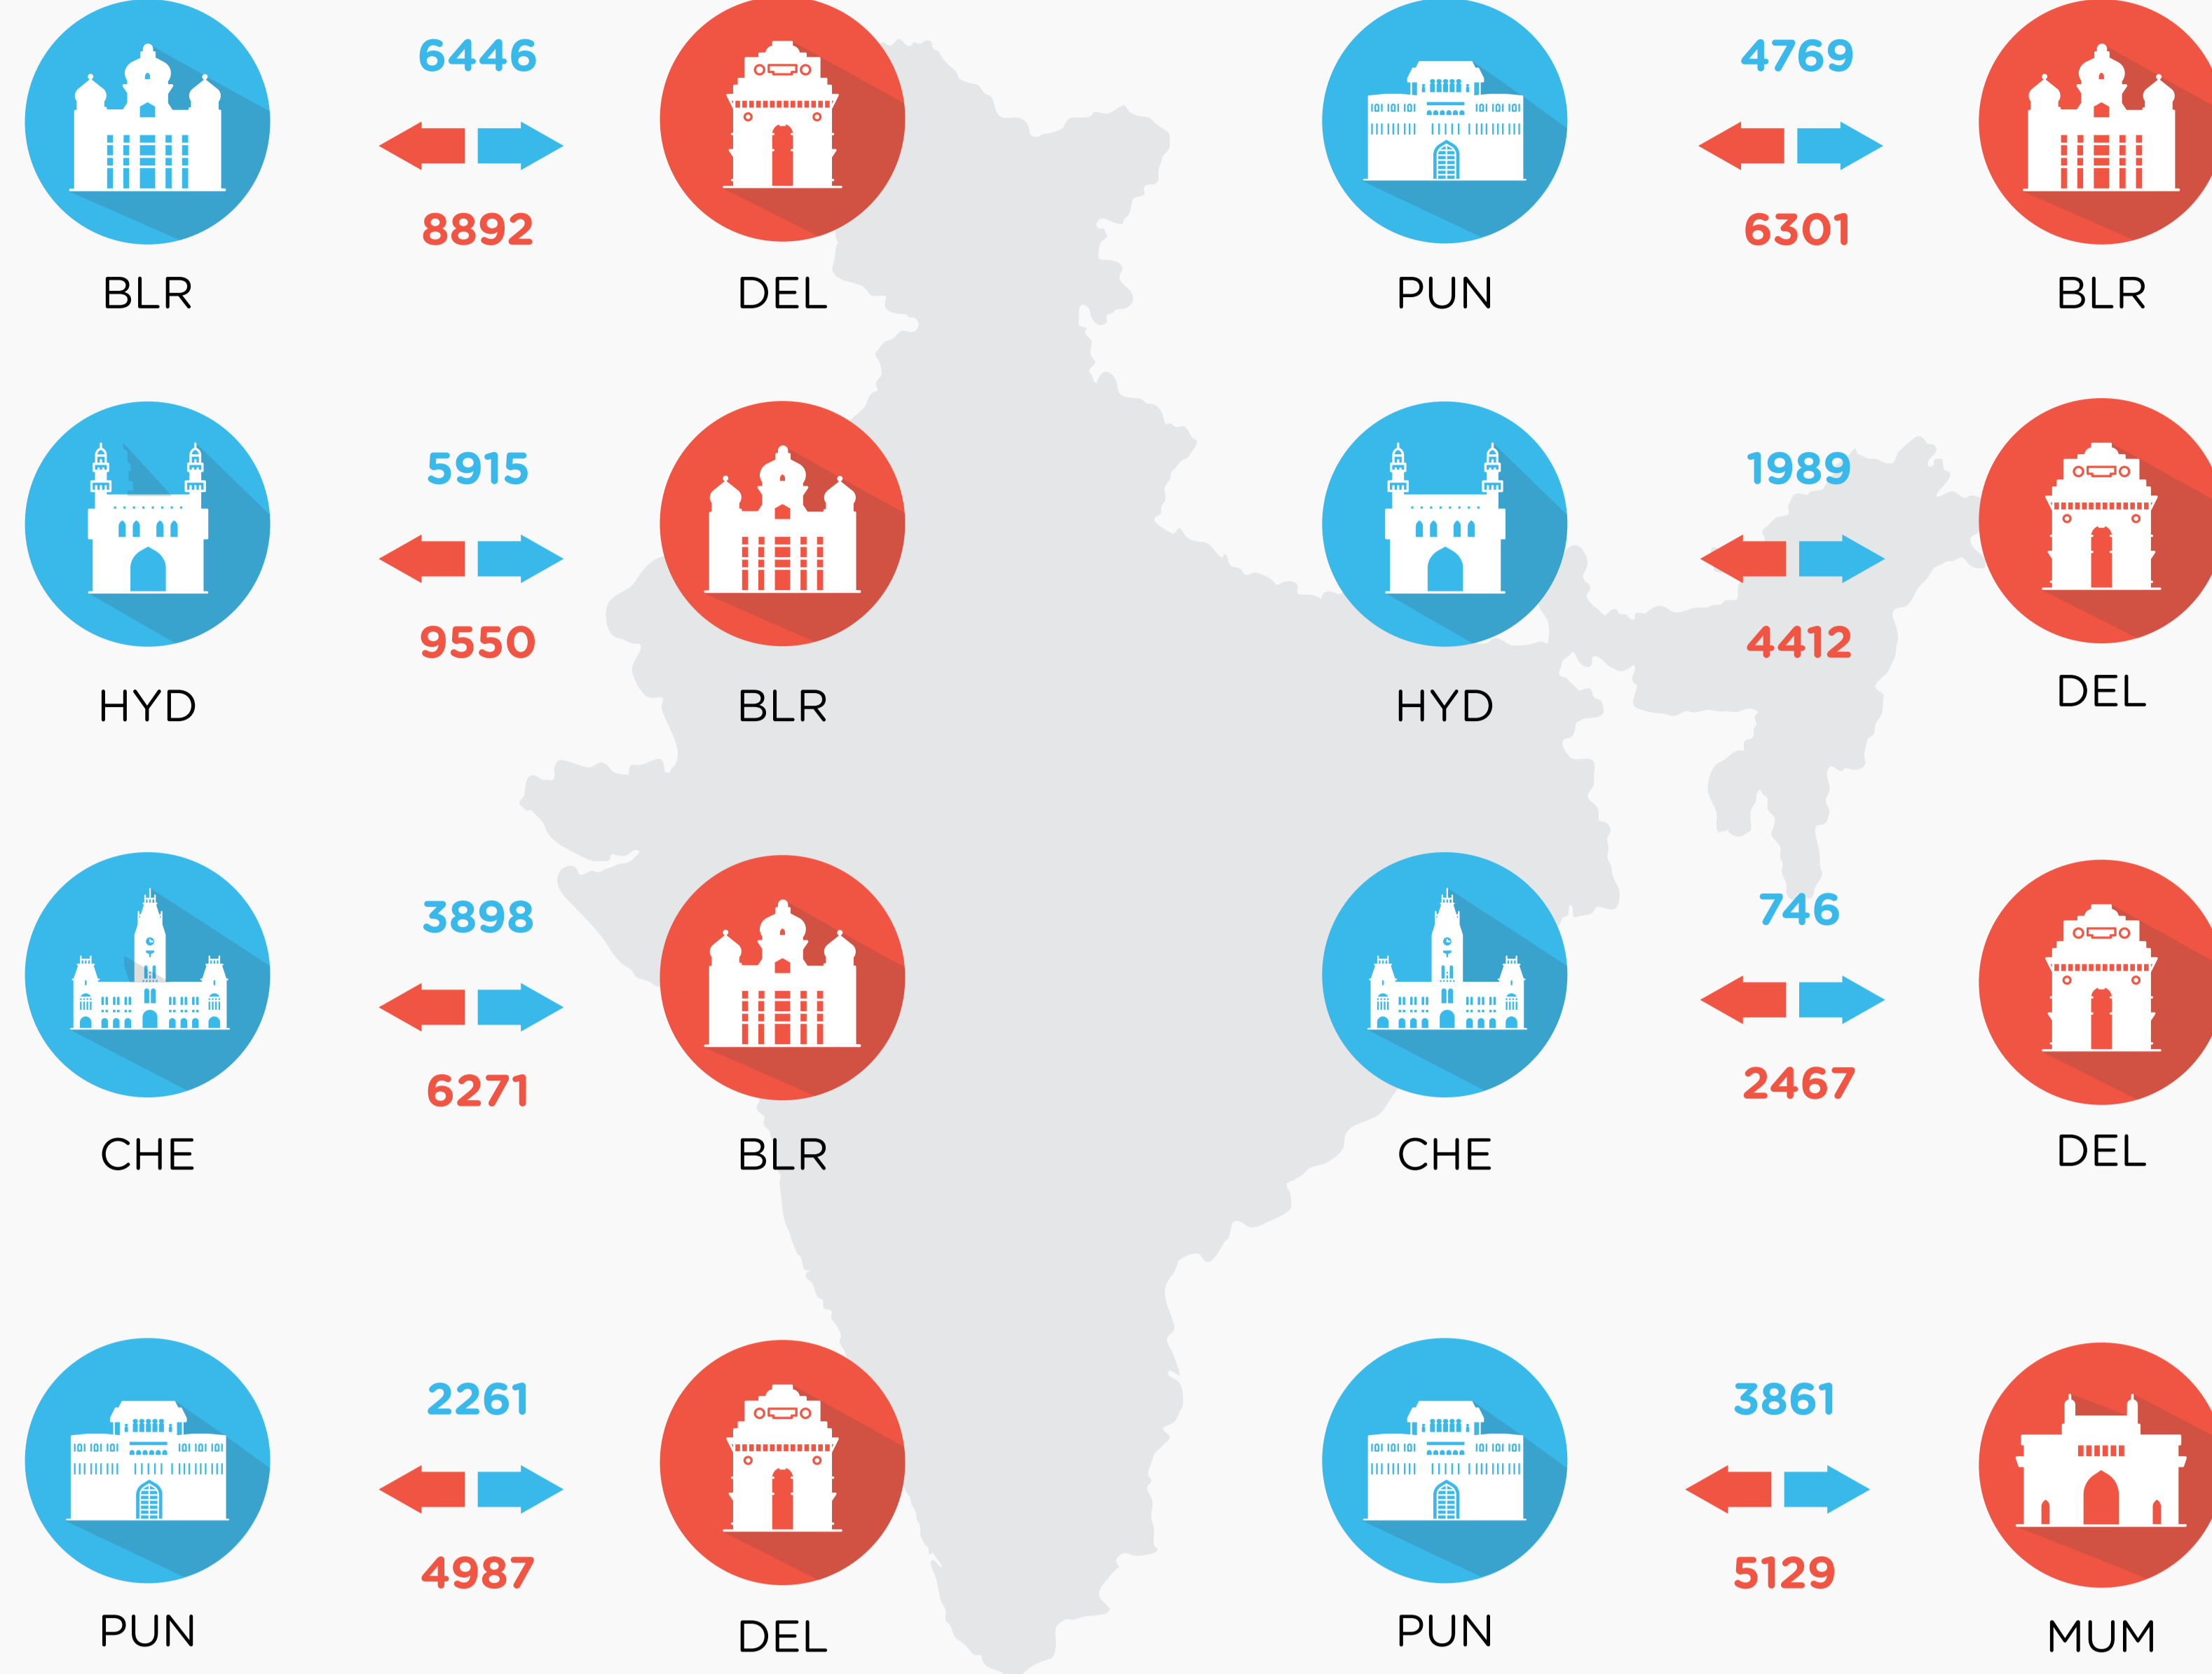 6446
8892
BLR
DEL
4769
6301
PUN
BLR
5915
9550
HYD
BLR
1989
4412
HYD
DEL
3898
6271
CHE
BLR
746
2467
CHE
DEL
2261
4987
PUN
DEL
3861
5129
PUN
MUM